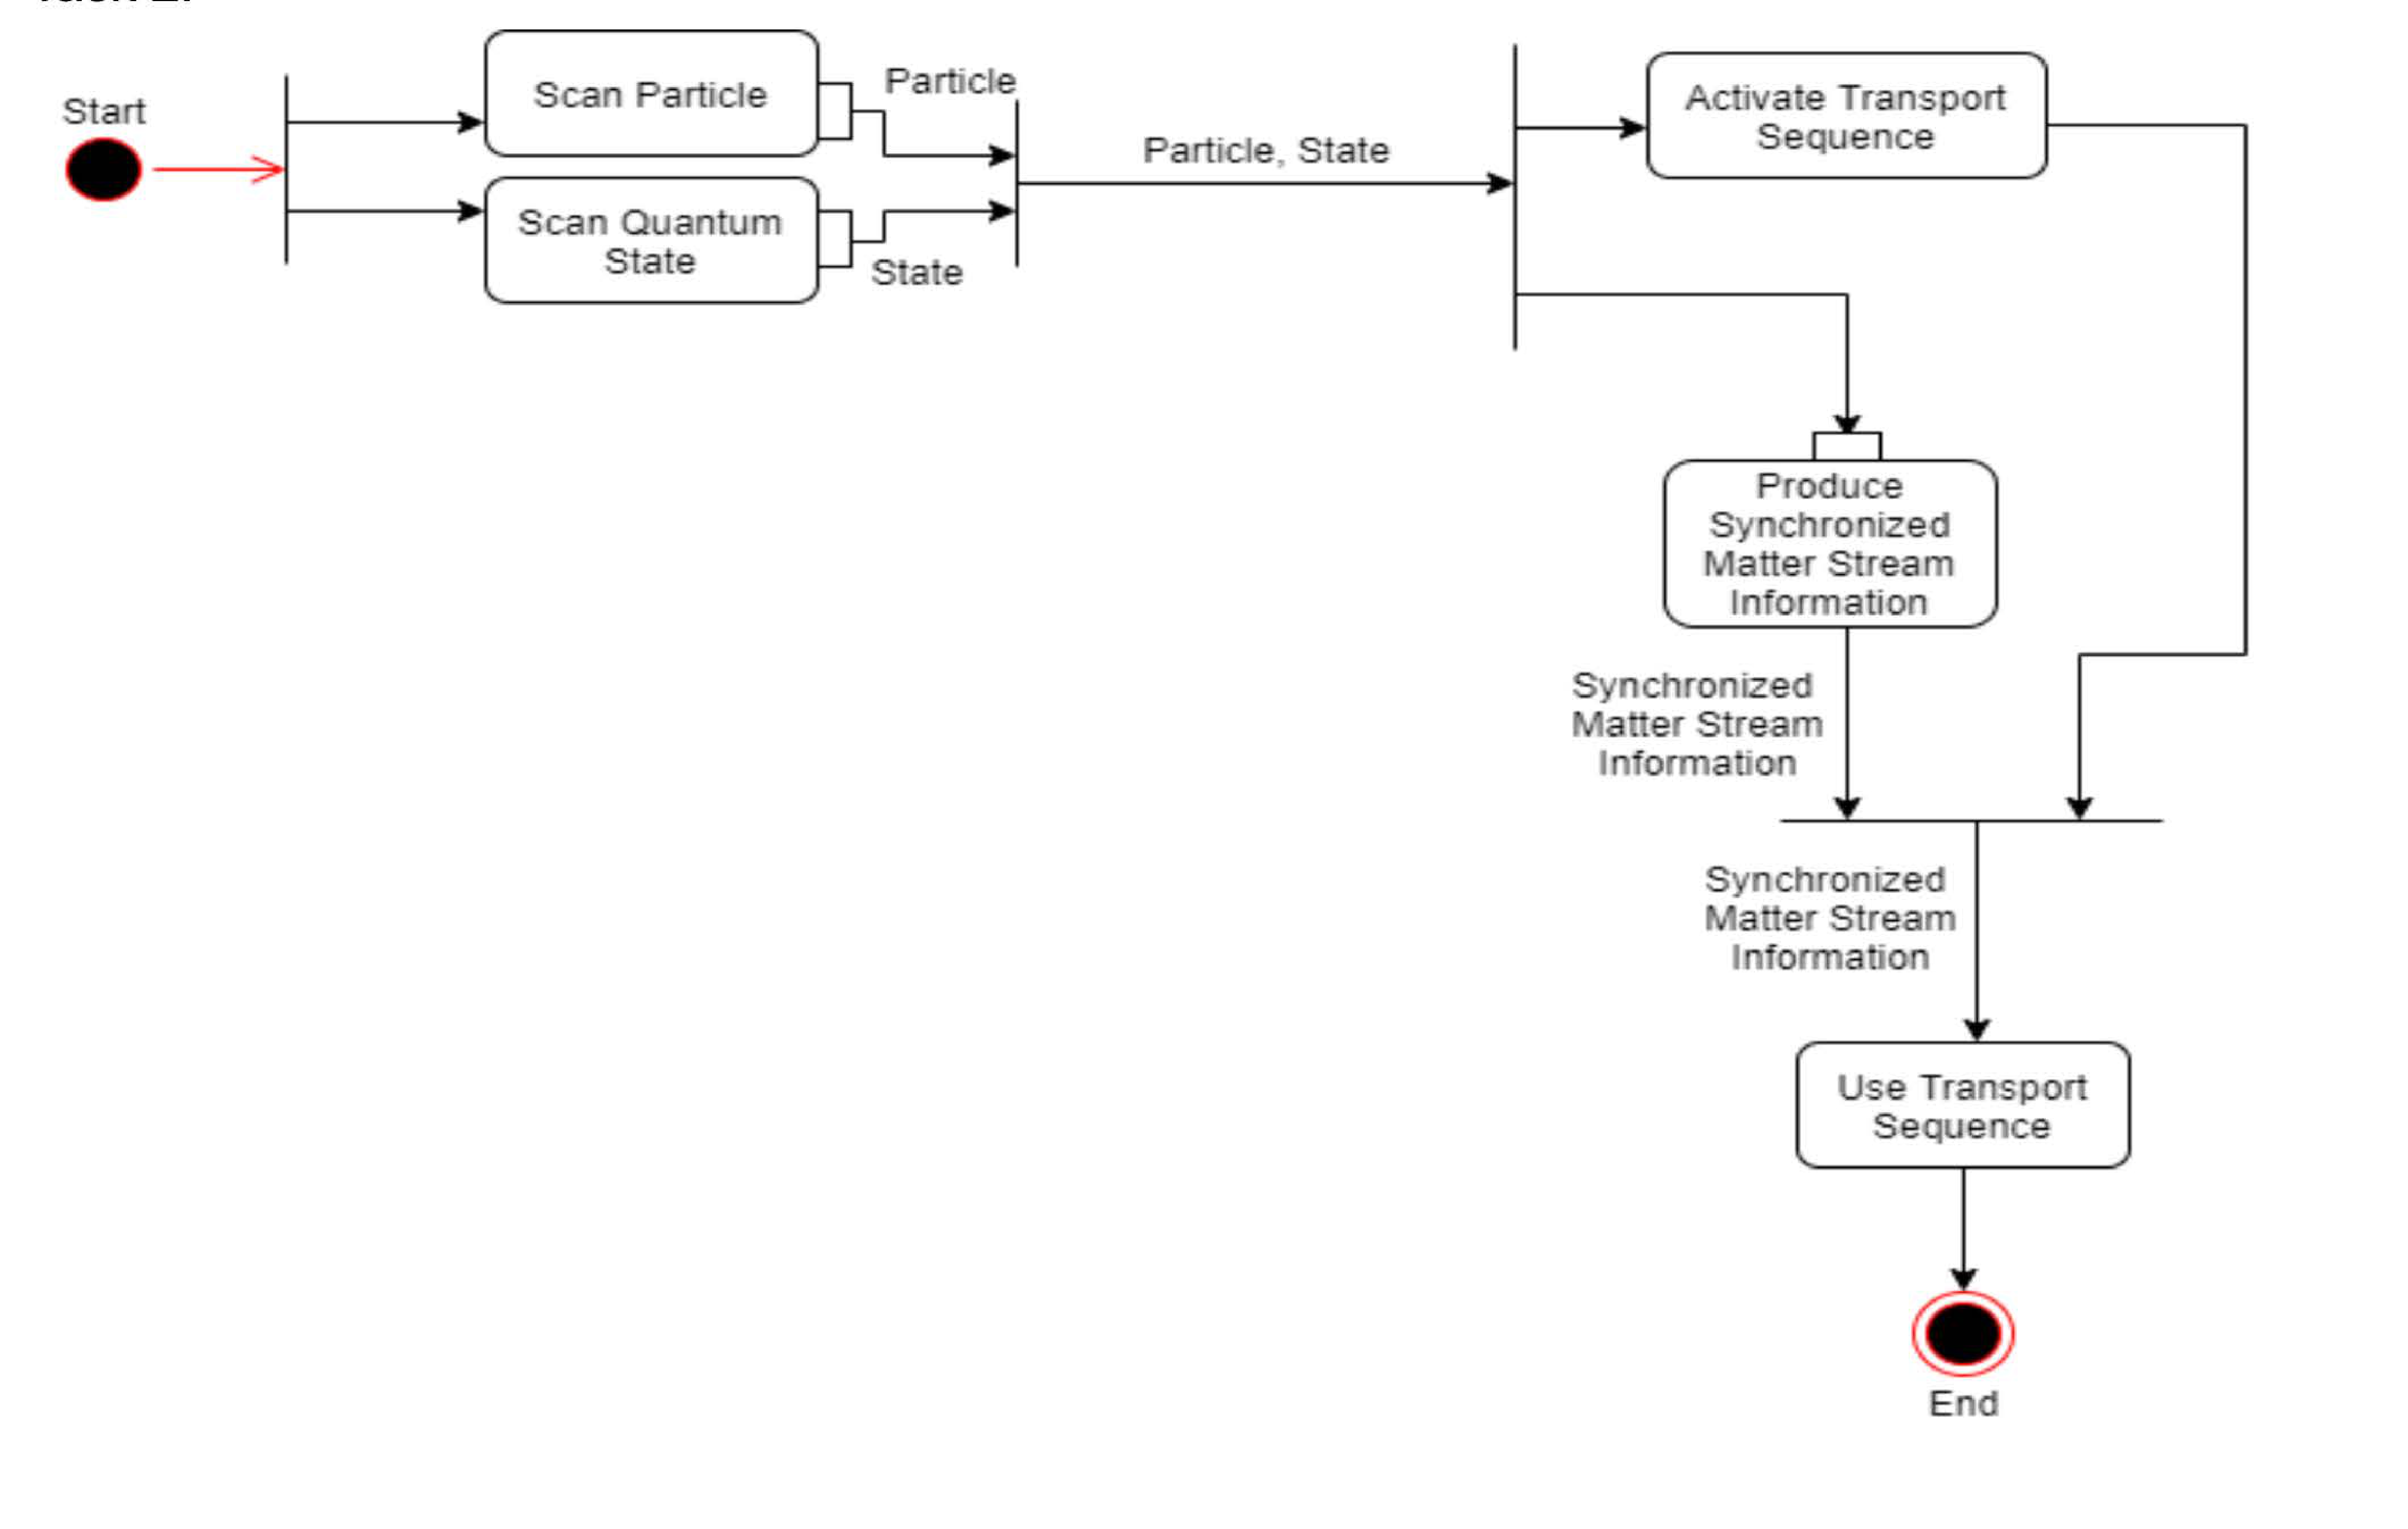 Start
Scan Particle
Particle
Scan Quantum
State
State
Particle, State
Activate Transport
Sequence
Produce
Synchronized
Matter Stream
Information
Synchronized
Matter Stream
Information
Synchronized
Matter Stream
Information
Use Transport
Sequence
End